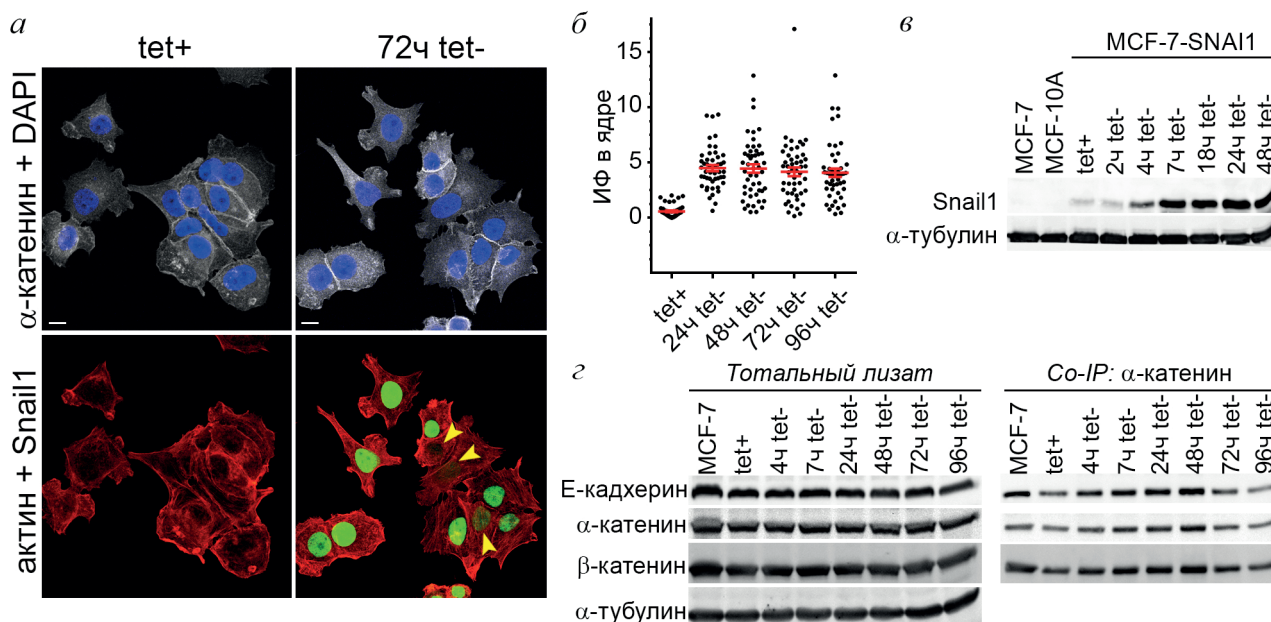 а
tet+
72ч tet-
α-катенин + DAPI
актин + Snail1
б
ИФ в ядре
15
10
5
0
tet+
24ч tet-
48ч tet-
72ч tet-
96ч tet-
в
MCF-7-SNAI1
MCF-7
MCF-10A
tet+
2ч tet-
4ч tet-
7ч tet-
18ч tet-
24ч tet-
48ч tet-
Snail1
α-тубулин
г
Тотальный лизат
MCF-7
tet+
4ч tet-
7ч tet-
24ч tet-
48ч tet-
72ч tet-
96ч tet-
E-кадхерин
α-катенин
β-катенин
α-тубулин
Co-IP: α-катенин
MCF-7
tet+
4ч tet-
7ч tet-
24ч tet-
48ч tet-
72ч tet-
96ч tet-